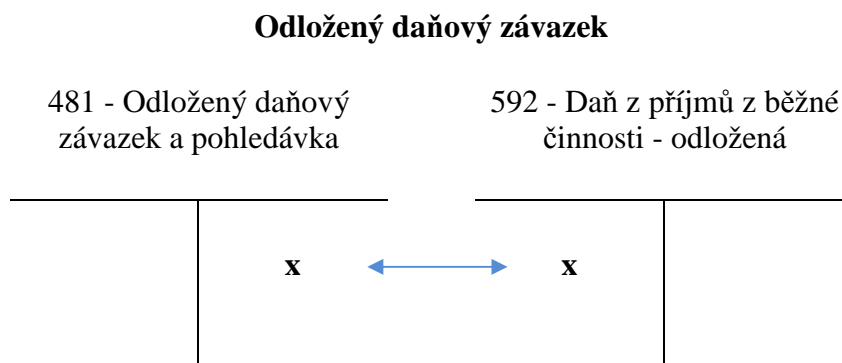 Odložený daňový závazek
481 - Odložený daňový
závazek a pohledávka
592 - Daň z příjmů z běžné
činnosti - odložená
x
x